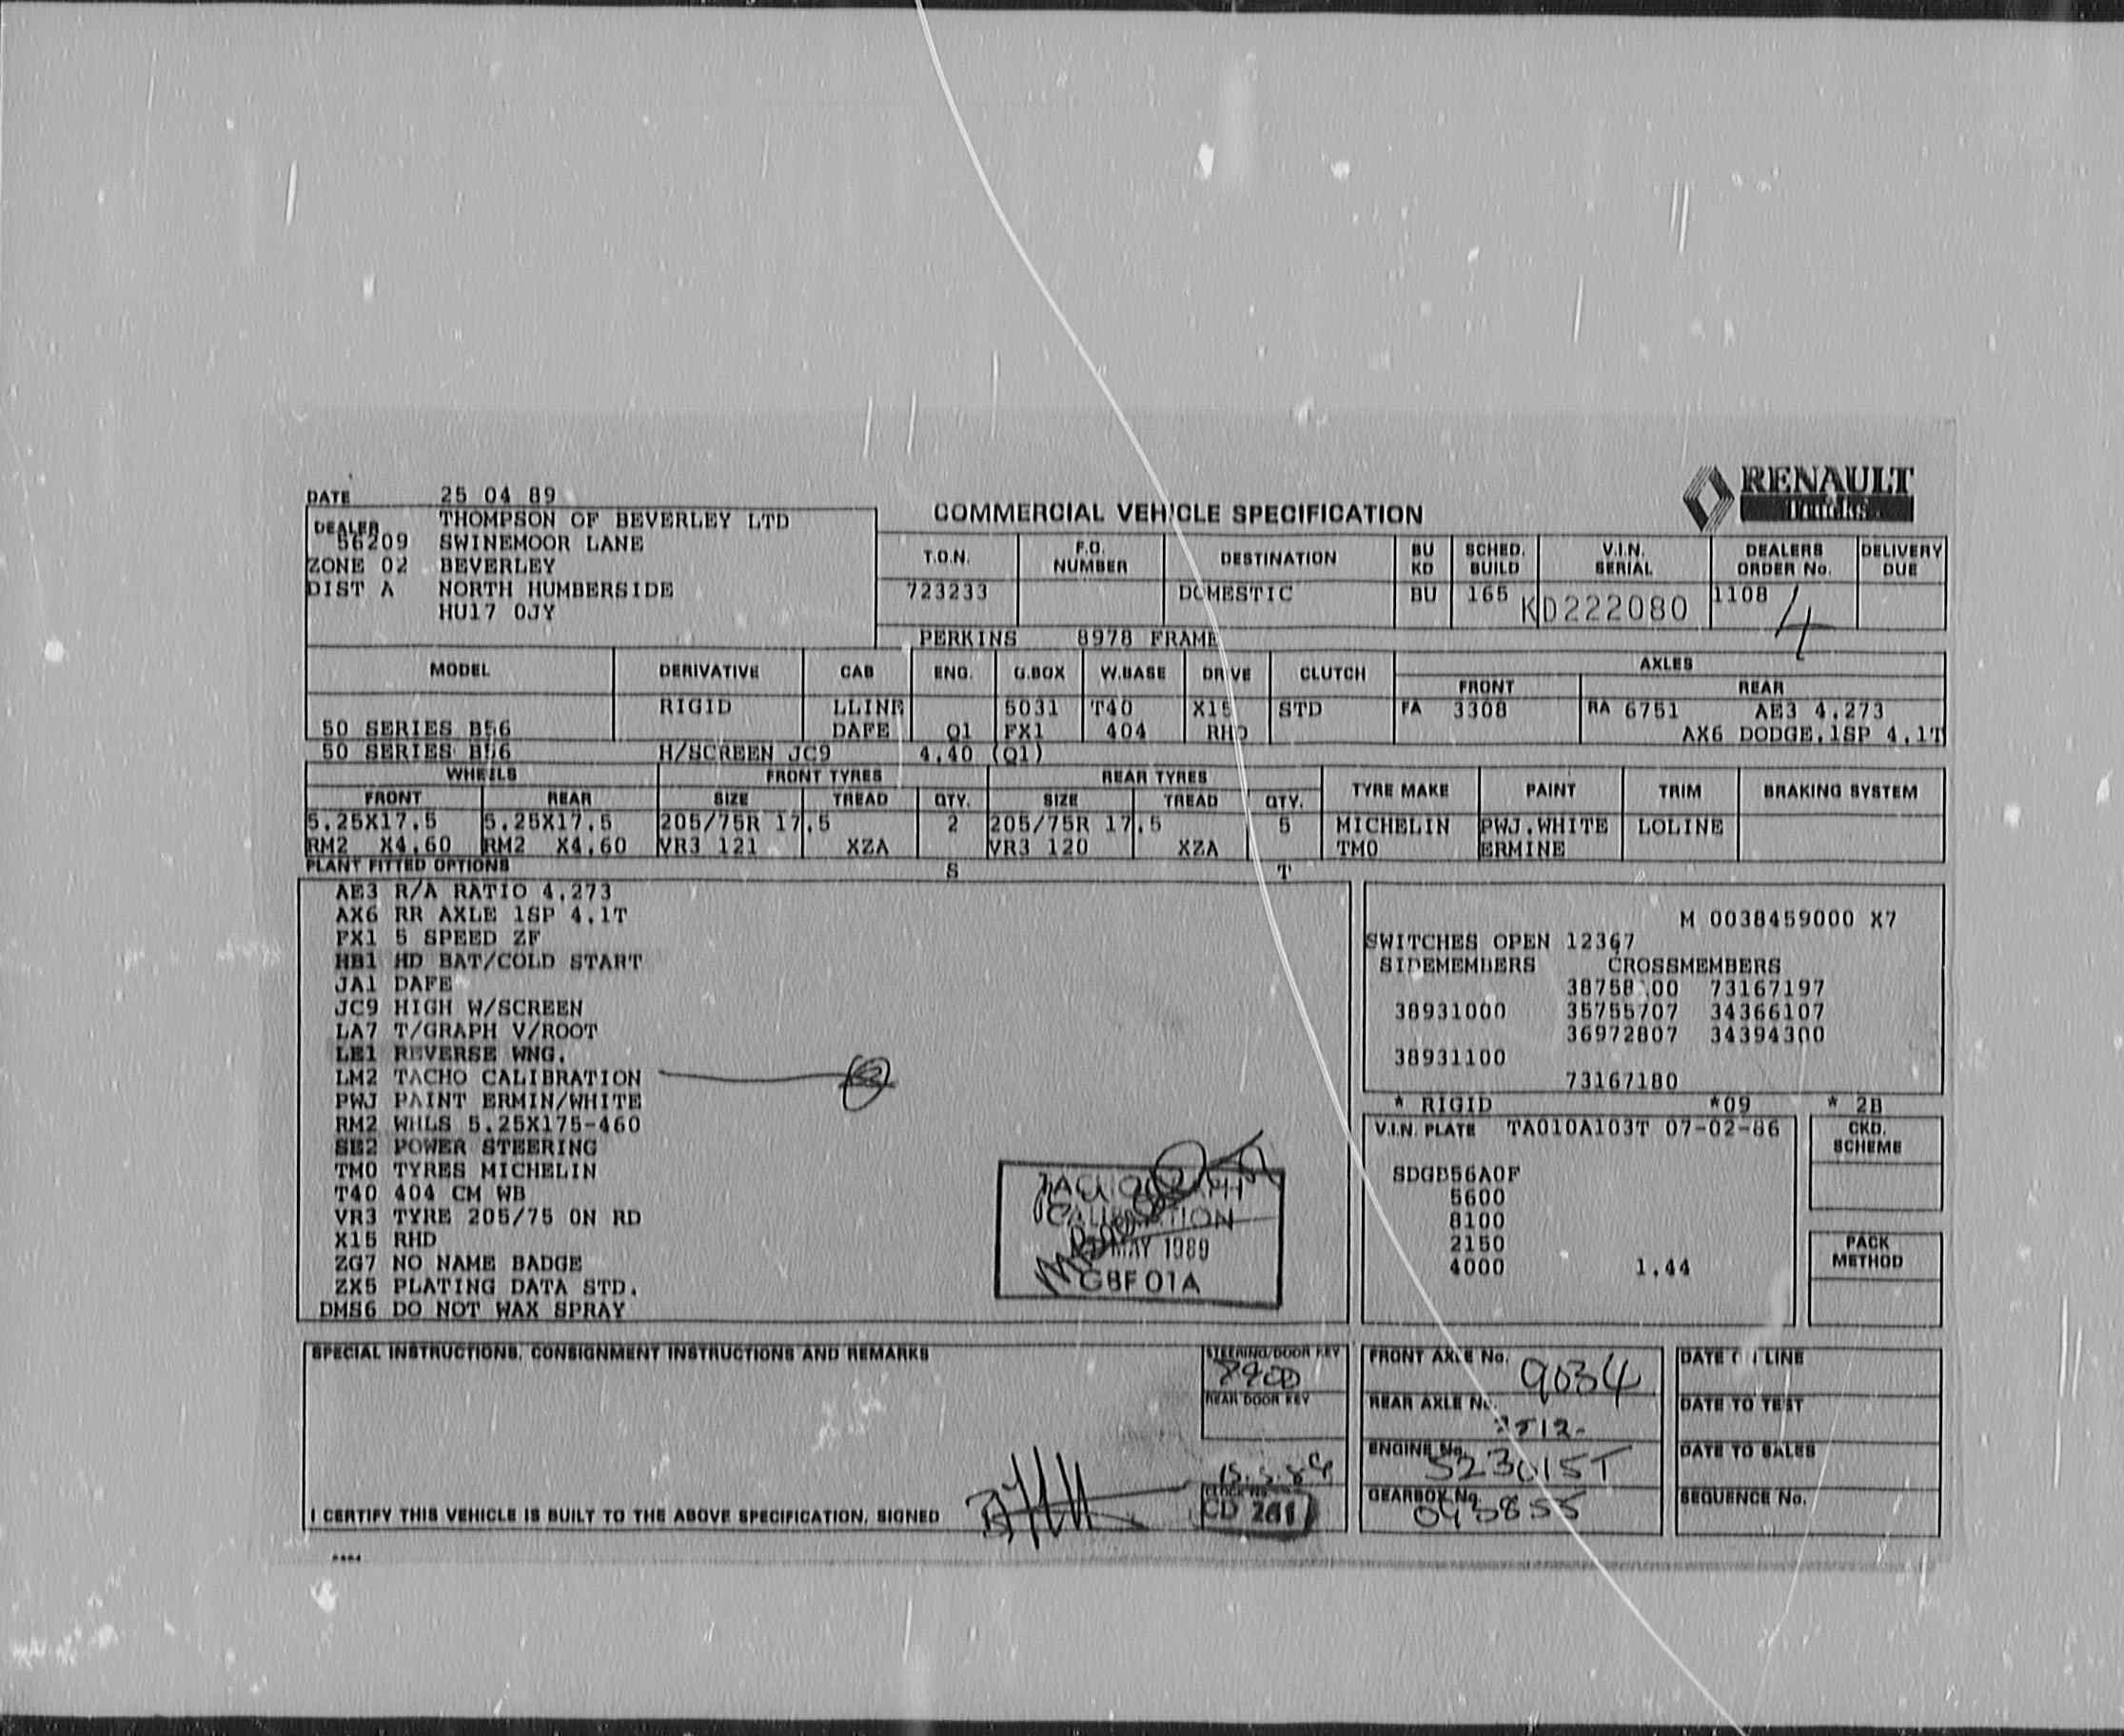 RENAULT
Trucks
DATE 25 04 89
COMMERCIAL VEHICLE SPECIFICATION
DEALER THOMPSON OF BEVERLEY LTD
56209 SWINEMOOR LANE
ZONE 02 BEVERLEY
DIST A NORTH HUMBERSIDE
HU17 0JY
T.O.N. F.O. NUMBER DESTINATION BU KD SCHED. BUILD V.I.N. SERIAL DEALERS ORDER No. DELIVERY DUE
723233 DOMESTIC BU 165 KD222080 1108 4
PERKINS 8978 FRAME
MODEL DERIVATIVE CAB ENG. G.BOX W.BASE DRIVE CLUTCH AXLES
FRONT REAR
RIGID LLINE 5031 T40 X15 STD FA 3308 RA 6751 AE3 4.273
50 SERIES B56 DAFE Q1 FX1 404 RHD AX6 DODGE.1SP 4.1T
50 SERIES B56 H/SCREEN JC9 4.40 (Q1)
WHEELS FRONT TYRES REAR TYRES TYRE MAKE PAINT TRIM BRAKING SYSTEM
FRONT REAR SIZE TREAD QTY. SIZE TREAD QTY.
5.25X17.5 5.25X17.5 205/75R 17.5 2 205/75R 17.5 5 MICHELIN PWJ.WHITE LOLINE
RM2 X4.60 RM2 X4.60 VR3 121 XZA VR3 120 XZA TMO ERMINE
PLANT FITTED OPTIONS S T
AE3 R/A RATIO 4.273
AX6 RR AXLE 1SP 4.1T
FX1 5 SPEED ZF
HB1 HD BAT/COLD START
JA1 DAFE
JC9 HIGH W/SCREEN
LA7 T/GRAPH V/ROOT
LE1 REVERSE WNG.
LM2 TACHO CALIBRATION
PWJ PAINT ERMIN/WHITE
RM2 WHLS 5.25X175-460
SE2 POWER STEERING
TMO TYRES MICHELIN
T40 404 CM WB
VR3 TYRE 205/75 ON RD
X15 RHD
ZG7 NO NAME BADGE
ZX5 PLATING DATA STD.
DMS6 DO NOT WAX SPRAY
TACHOGRAPH
CALIBRATION
MAY 1989
GBF01A
M 0038459000 X7
SWITCHES OPEN 12367
SIDEMEMBERS CROSSMEMBERS
73167197
38931000 35755707 34366107
36972807 34394300
38931100
73167180
* RIGID *09 * 2B
V.I.N. PLATE TA010A103T 07-02-86
SDGB56A0F
5600
8100
2150
4000 1.44
CKD. SCHEME
PACK METHOD
SPECIAL INSTRUCTIONS, CONSIGNMENT INSTRUCTIONS AND REMARKS
STEERING/DOOR KEY
REAR DOOR KEY
15.5.89
CD 261
I CERTIFY THIS VEHICLE IS BUILT TO THE ABOVE SPECIFICATION, SIGNED
FRONT AXLE No. 9034
REAR AXLE No.
ENGINE No. 523015T
GEARBOX No. 043855
DATE ON LINE
DATE TO TEST
DATE TO SALES
SEQUENCE No.